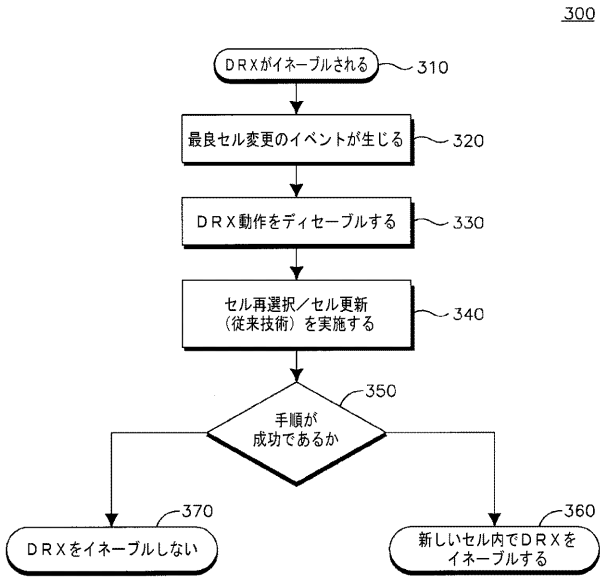 300
DRXがイネーブルされる
310
最良セル変更のイベントが生じる
320
DRX動作をディセーブルする
330
セル再選択/セル更新
(従来技術)を実施する
340
350
手順が
成功であるか
370
DRXをイネーブルしない
360
新しいセル内でDRXを
イネーブルする